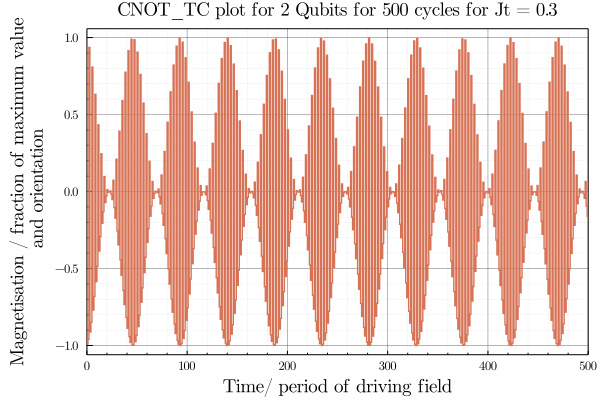 CNOT_TC plot for 2 Qubits for 500 cycles for Jt = 0.3
Magnetisation / fraction of maximum value
and orientation
1.0
0.5
0.0
−0.5
−1.0
0 100 200 300 400 500
Time/ period of driving field